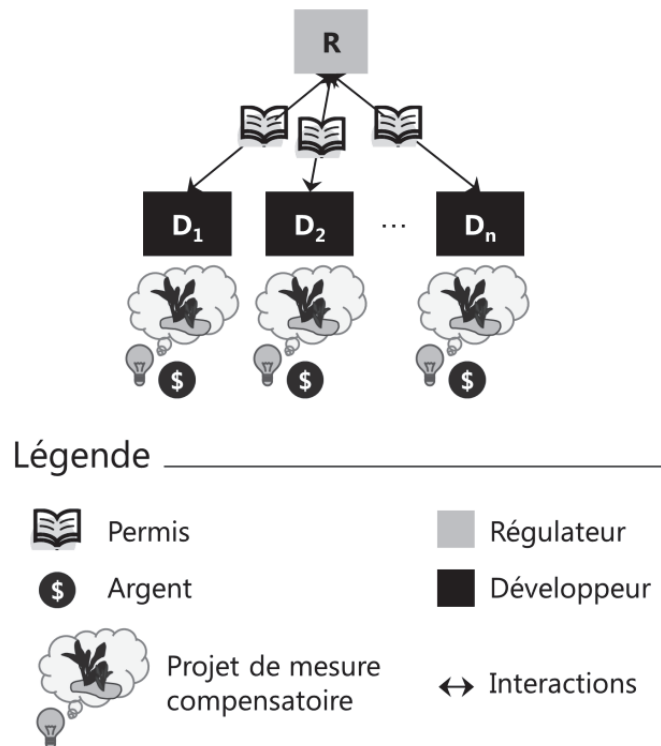 R
D1 D2 ... Dn
$ $ $
Légende
Permis
Régulateur
$ Argent
Développeur
Projet de mesure
compensatoire
Interactions